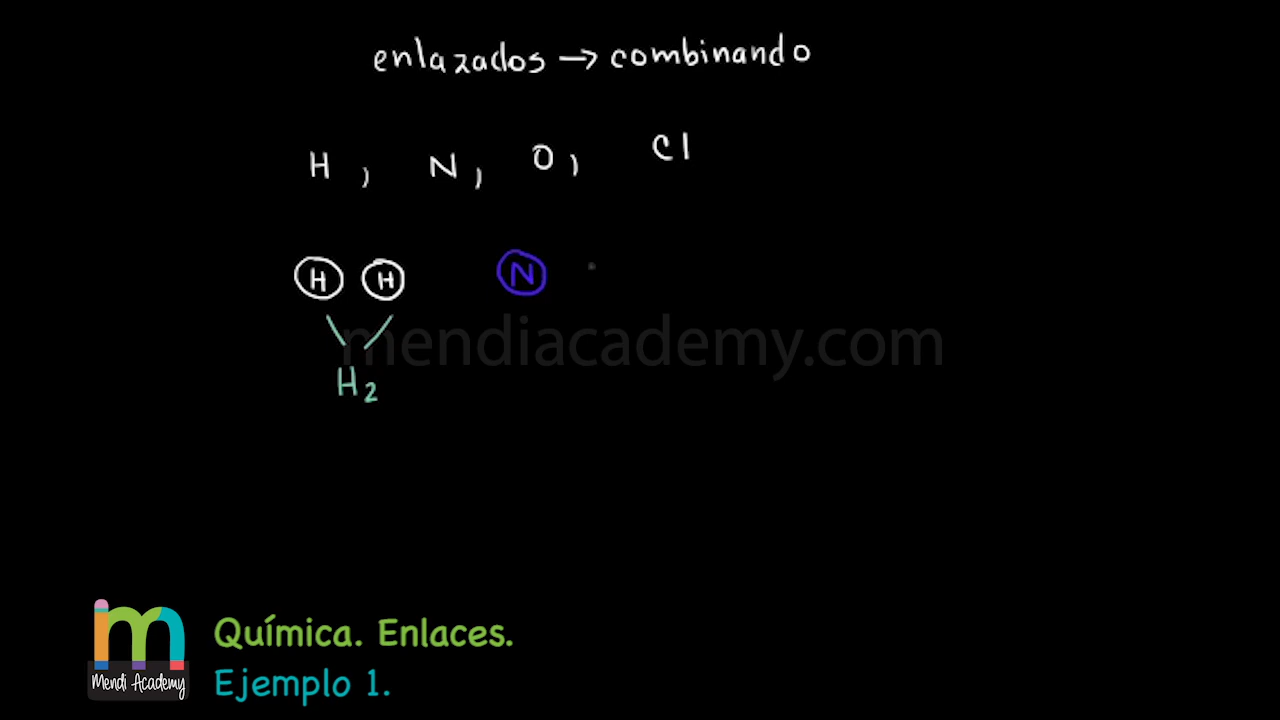 enlazados → combinando
H, N, O, Cl
H H N
mendiacademy.com
H2
Química. Enlaces.
Mendi Academy
Ejemplo 1.